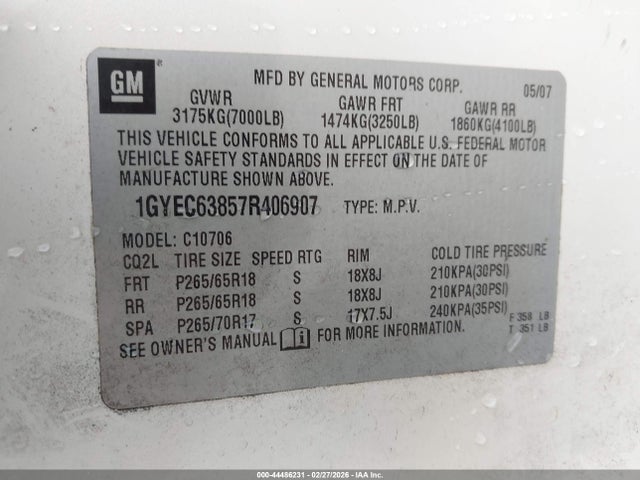 GM
®
MFD BY GENERAL MOTORS CORP. 05/07
GVWR GAWR FRT GAWR RR
3175KG(7000LB) 1474KG(3250LB) 1860KG(4100LB)
THIS VEHICLE CONFORMS TO ALL APPLICABLE U.S. FEDERAL MOTOR
VEHICLE SAFETY STANDARDS IN EFFECT ON THE DATE OF
MANUFACTURE SHOWN ABOVE.
1GYEC63857R406907 TYPE: M.P.V.
MODEL: C10706
CQ2L TIRE SIZE SPEED RTG RIM COLD TIRE PRESSURE
FRT P265/65R18 S 18X8J 210KPA(30PSI)
RR P265/65R18 S 18X8J 210KPA(30PSI)
SPA P265/70R17 S 17X7.5J 240KPA(35PSI)
F 358 LB
T 351 LB
SEE OWNER'S MANUAL FOR MORE INFORMATION.
000-44486231 - 02/27/2026 - IAA Corp.